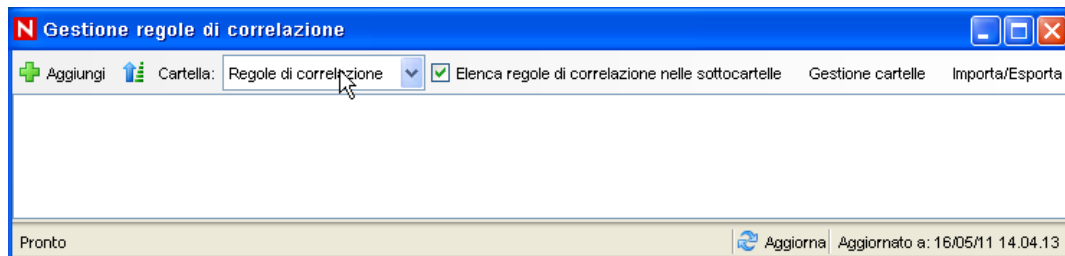 N Gestione regole di correlazione
Aggiungi Cartella: Regole di correlazione Elenca regole di correlazione nelle sottocartelle Gestione cartelle Importa/Esporta
Pronto Aggiorna Aggiornato a: 16/05/11 14.04.13